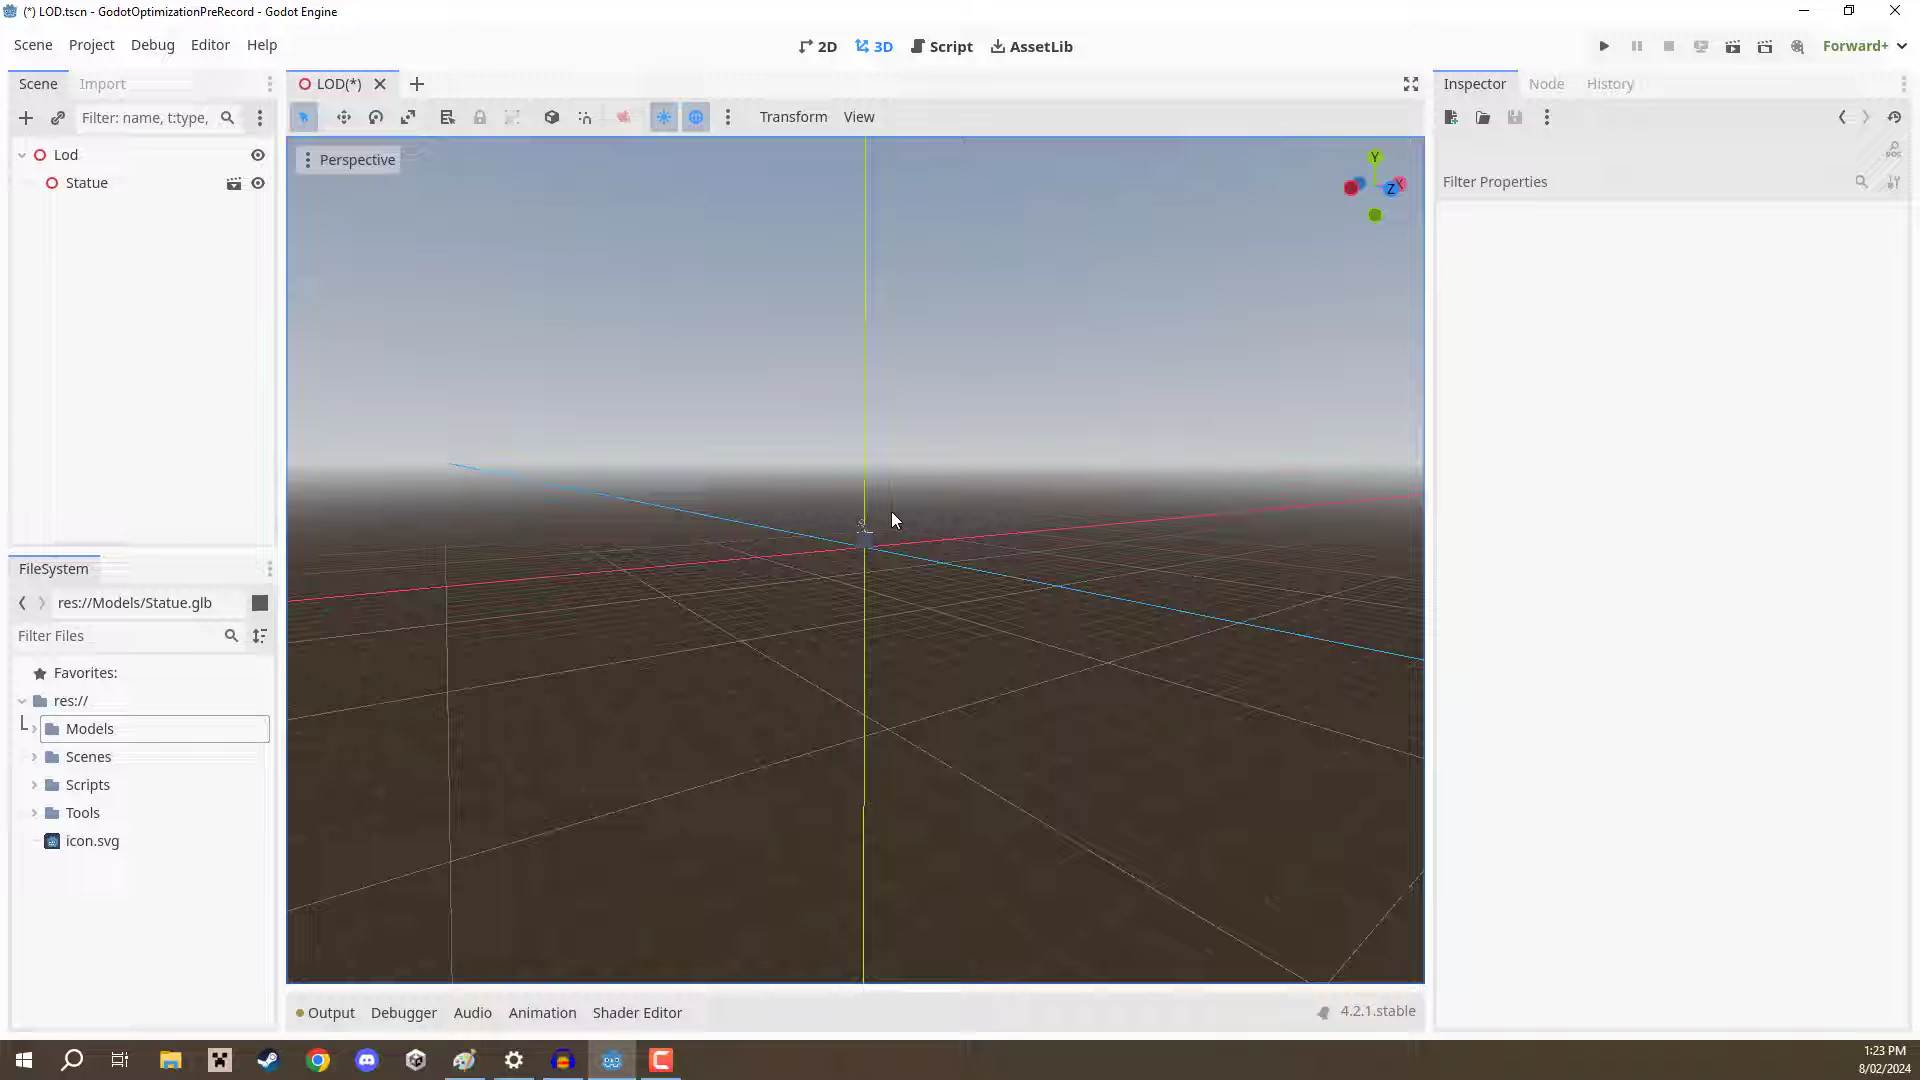 (*) LOD.tscn - GodotOptimizationPreRecord - Godot Engine
Scene Project Debug Editor Help
2D 3D Script AssetLib
Forward+
Scene Import
LOD(*)
Inspector Node History
Filter: name, t:type,
Transform View
Lod
Statue
Perspective
Y
X
Z
DOC
Filter Properties
FileSystem
res://Models/Statue.glb
Filter Files
Favorites:
res://
Models
Scenes
Scripts
Tools
icon.svg
Output Debugger Audio Animation Shader Editor
4.2.1.stable
1:23 PM
8/02/2024